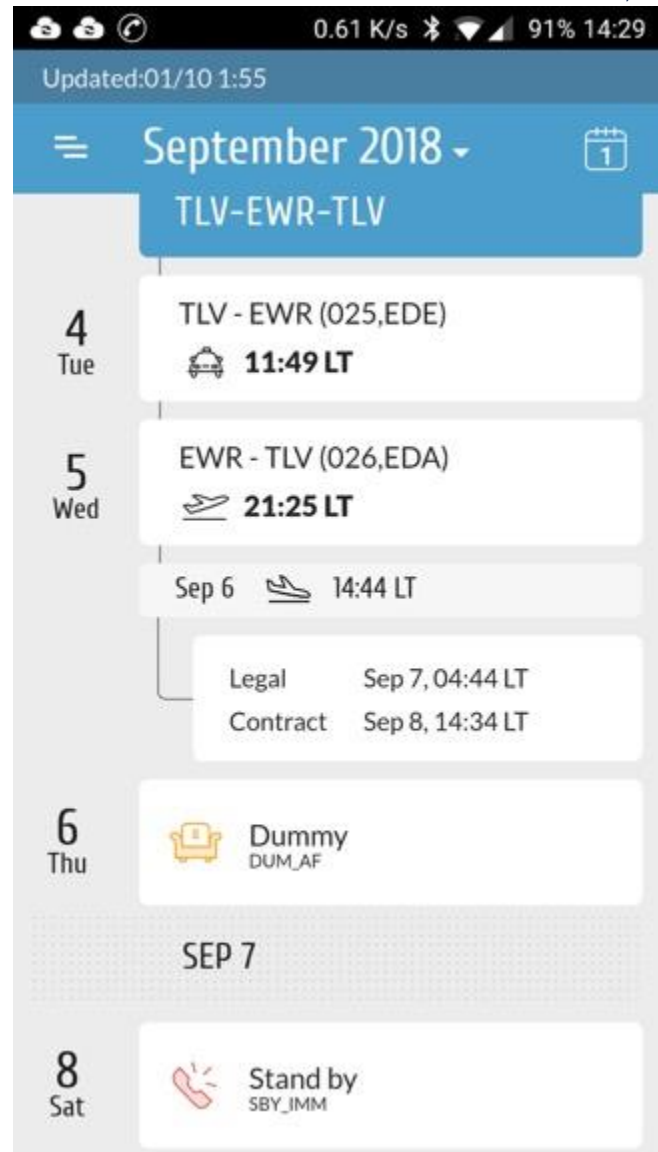 0.61 K/s 91% 14:29
Updated:01/10 1:55
September 2018
1
TLV-EWR-TLV
4
Tue
TLV - EWR (025,EDE)
11:49 LT
5
Wed
EWR - TLV (026,EDA)
21:25 LT
Sep 6 14:44 LT
Legal Sep 7, 04:44 LT
Contract Sep 8, 14:34 LT
6
Thu
Dummy
DUM_AF
SEP 7
8
Sat
Stand by
SBY_IMM